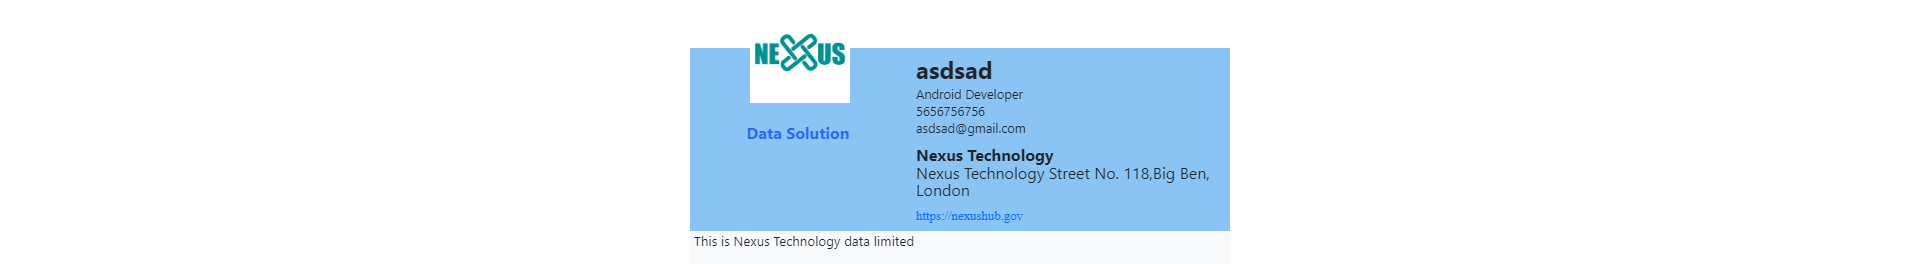 NEXUS
Data Solution
asdsad
Android Developer
5656756756
asdsad@gmail.com
Nexus Technology
Nexus Technology Street No. 118,Big Ben,
London
https://nexushub.gov
This is Nexus Technology data limited